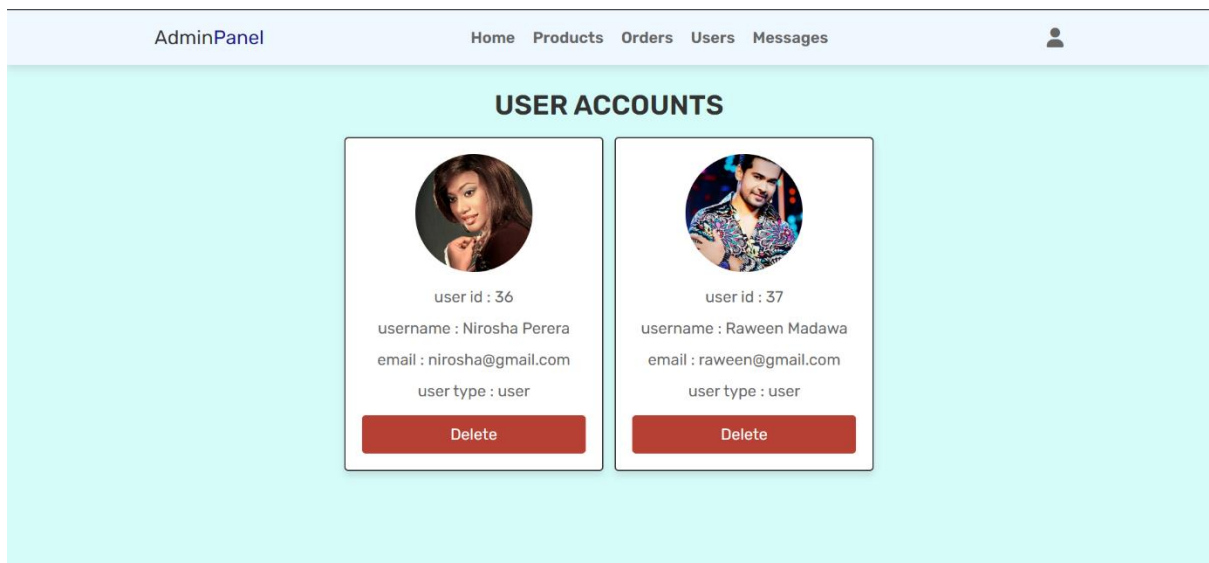 AdminPanel
Home Products Orders Users Messages
USER ACCOUNTS
user id : 36
username : Nirosha Perera
email : nirosha@gmail.com
user type : user
Delete
user id : 37
username : Raween Madawa
email : raween@gmail.com
user type : user
Delete